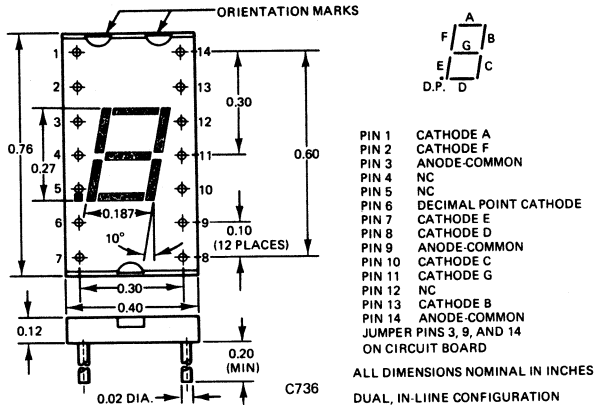 ORIENTATION MARKS
A
F B
G
E C
D.P. D
1 14
2 13
3 12
4 11
5 10
6 9
7 8
0.76
0.27
0.30
0.60
0.187
10°
0.10
(12 PLACES)
0.30
0.40
0.12
0.20
(MIN)
0.02 DIA.
C736
PIN 1 CATHODE A
PIN 2 CATHODE F
PIN 3 ANODE-COMMON
PIN 4 NC
PIN 5 NC
PIN 6 DECIMAL POINT CATHODE
PIN 7 CATHODE E
PIN 8 CATHODE D
PIN 9 ANODE-COMMON
PIN 10 CATHODE C
PIN 11 CATHODE G
PIN 12 NC
PIN 13 CATHODE B
PIN 14 ANODE-COMMON
JUMPER PINS 3, 9, AND 14
ON CIRCUIT BOARD
ALL DIMENSIONS NOMINAL IN INCHES
DUAL, IN-LIINE CONFIGURATION